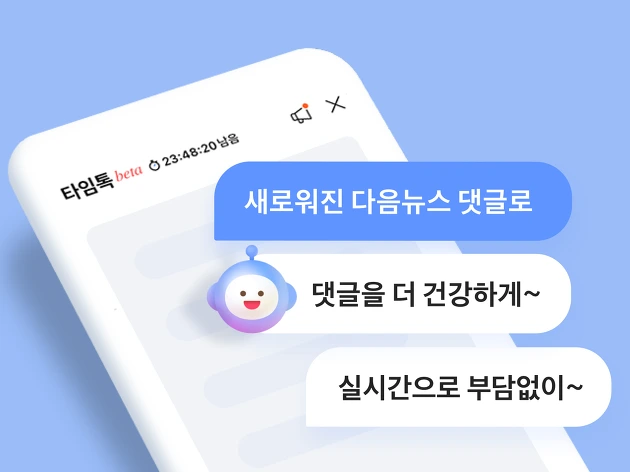 타임톡 beta 23:48:20 남음
새로워진 다음뉴스 댓글로
댓글을 더 건강하게~
실시간으로 부담없이~